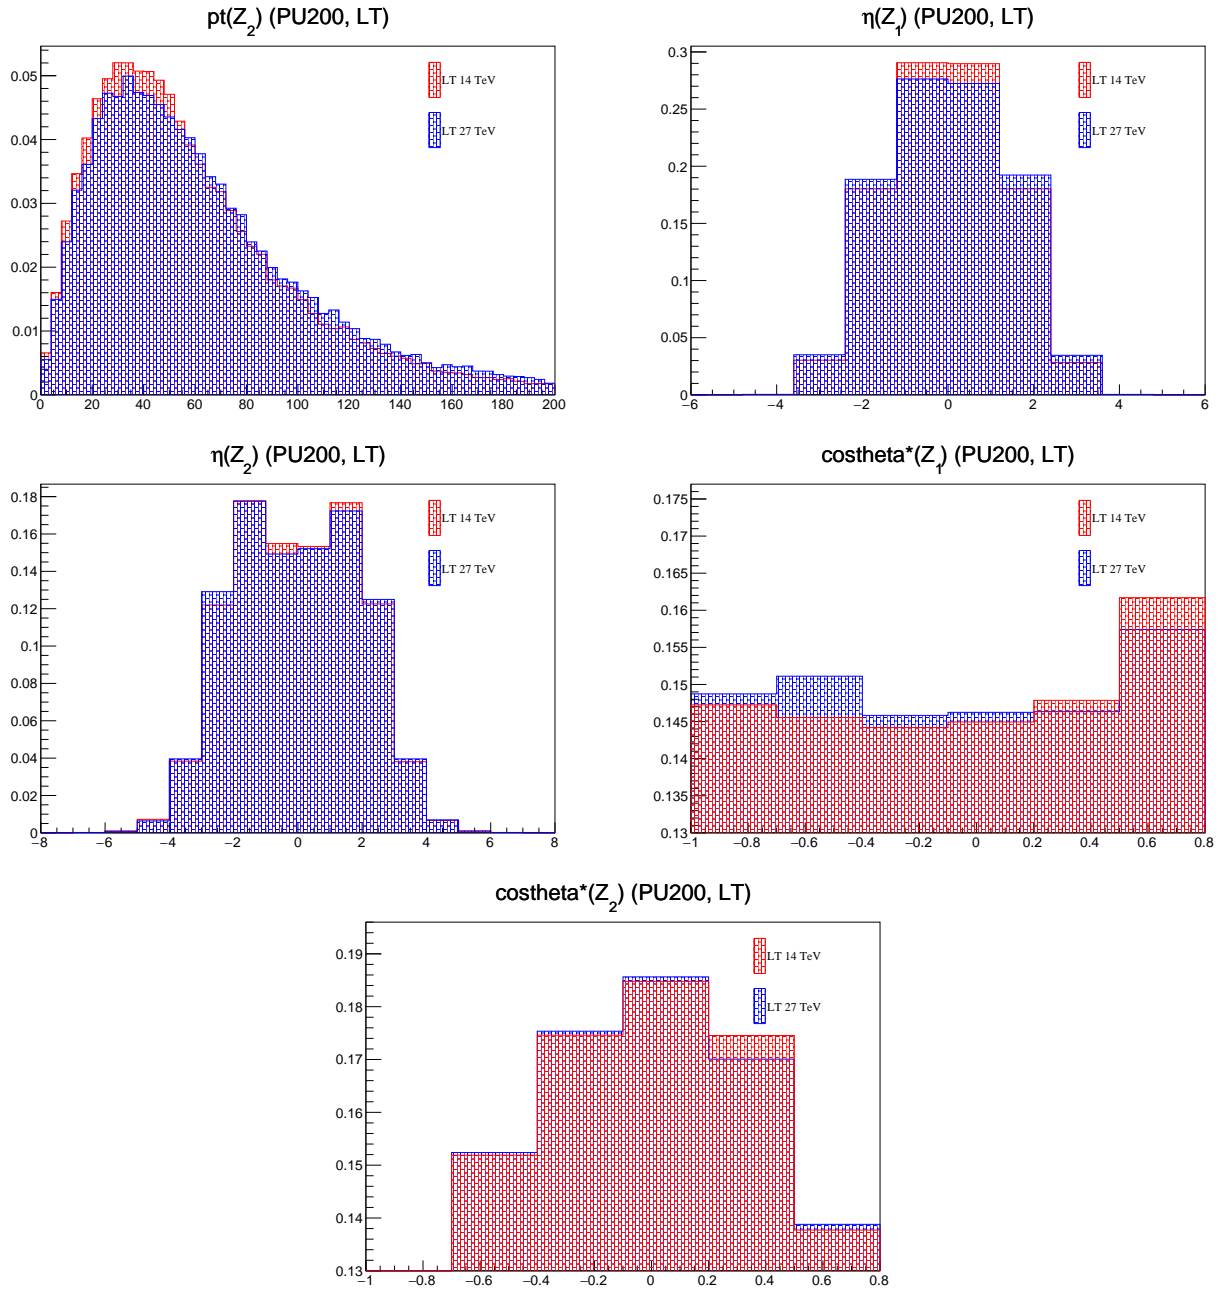 pt(Z₂) (PU200, LT)
LT 14 TeV
LT 27 TeV
0.05
0.04
0.03
0.02
0.01
0
0 20 40 60 80 100 120 140 160 180 200
η(Z₁) (PU200, LT)
LT 14 TeV
LT 27 TeV
0.3
0.25
0.2
0.15
0.1
0.05
0
−6 −4 −2 0 2 4 6
η(Z₂) (PU200, LT)
LT 14 TeV
LT 27 TeV
0.18
0.16
0.14
0.12
0.1
0.08
0.06
0.04
0.02
0
−8 −6 −4 −2 0 2 4 6 8
costheta*(Z₁) (PU200, LT)
LT 14 TeV
LT 27 TeV
0.175
0.17
0.165
0.16
0.155
0.15
0.145
0.14
0.135
0.13
−1 −0.8 −0.6 −0.4 −0.2 0 0.2 0.4 0.6 0.8
costheta*(Z₂) (PU200, LT)
LT 14 TeV
LT 27 TeV
0.19
0.18
0.17
0.16
0.15
0.14
0.13
−1 −0.8 −0.6 −0.4 −0.2 0 0.2 0.4 0.6 0.8